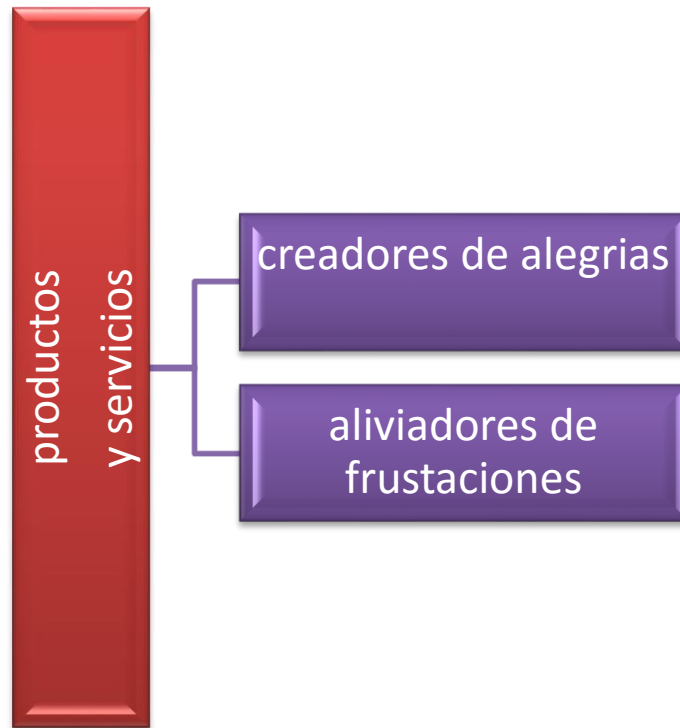 productos
y servicios
creadores de alegrias
aliviadores de
frustaciones